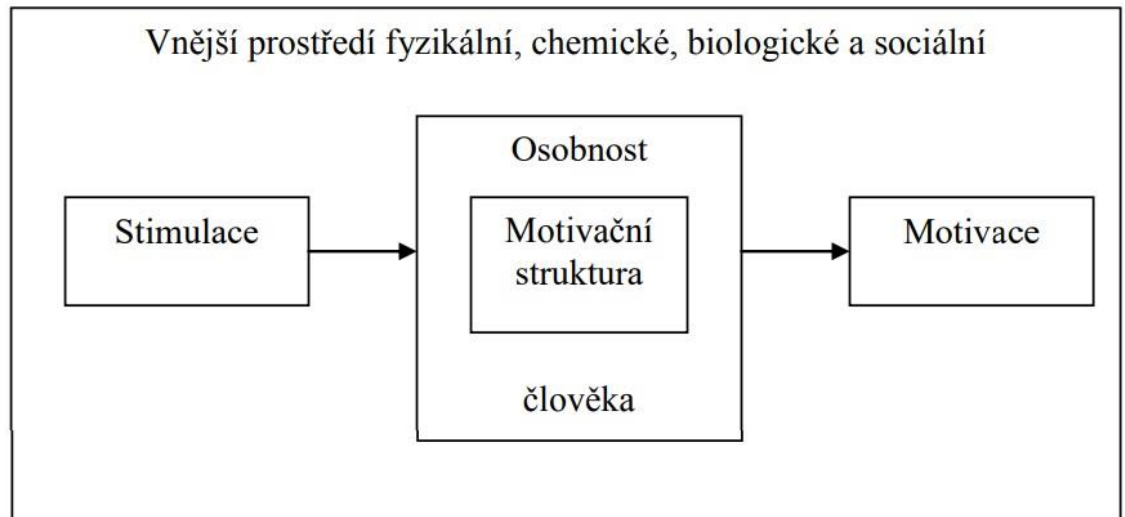 Vnější prostředí fyzikální, chemické, biologické a sociální
Osobnost
Stimulace
Motivační
struktura
Motivace
člověka